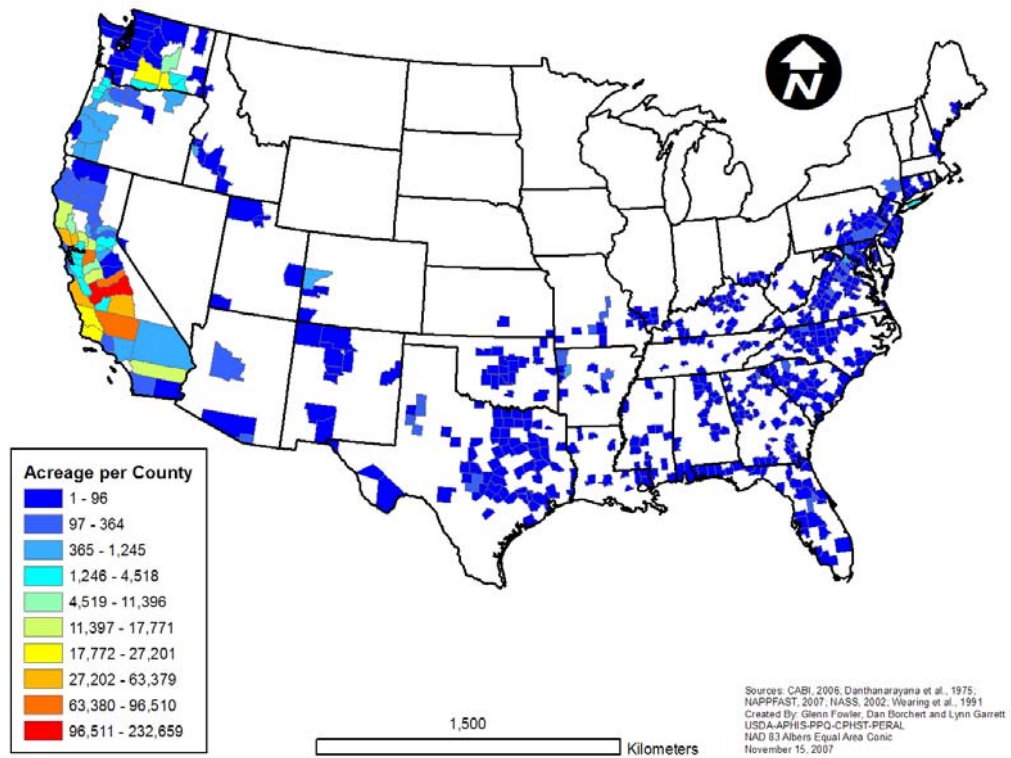 N
Acreage per County
1 - 96
97 - 364
365 - 1,245
1,246 - 4,518
4,519 - 11,396
11,397 - 17,771
17,772 - 27,201
27,202 - 63,379
63,380 - 96,510
96,511 - 232,659
1,500
Kilometers
Sources: CABI, 2006; Danthanarayana et al., 1975;
NAPPFAST, 2007; NASS, 2002; Wearing et al., 1991
Created By: Glenn Fowler, Dan Borchert and Lynn Garrett
USDA-APHIS-PPQ-CPHST-PERAL
NAD 83 Albers Equal Area Conic
November 15, 2007